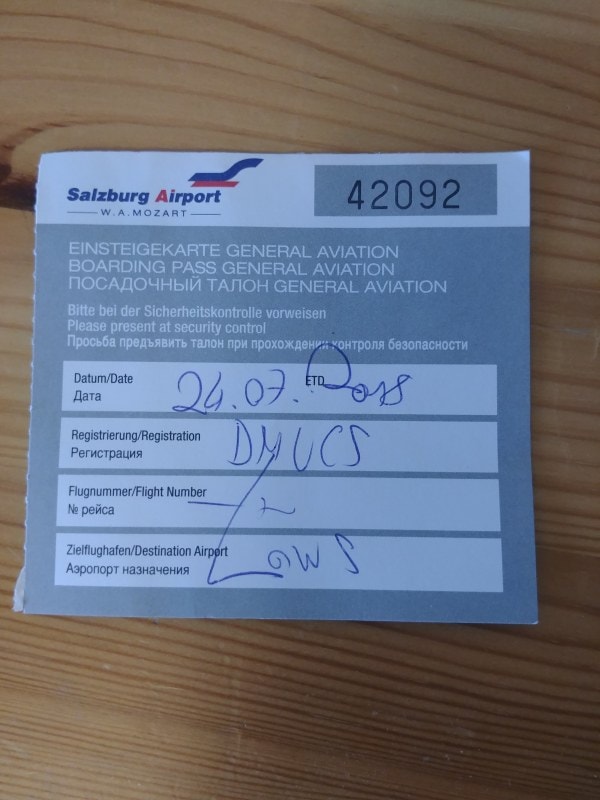 Salzburg Airport
W.A.MOZART
42092
EINSTEIGEKARTE GENERAL AVIATION
BOARDING PASS GENERAL AVIATION
ПОСАДОЧНЫЙ ТАЛОН GENERAL AVIATION
Bitte bei der Sicherheitskontrolle vorweisen
Please present at security control
Просьба предъявить талон при прохождении контроля безопасности
Datum/Date ETD
Дата
24.07.2018
Registrierung/Registration
Регистрация
DMUCS
Flugnummer/Flight Number
№ рейса
Zielflughafen/Destination Airport
Аэропорт назначения
LOWS